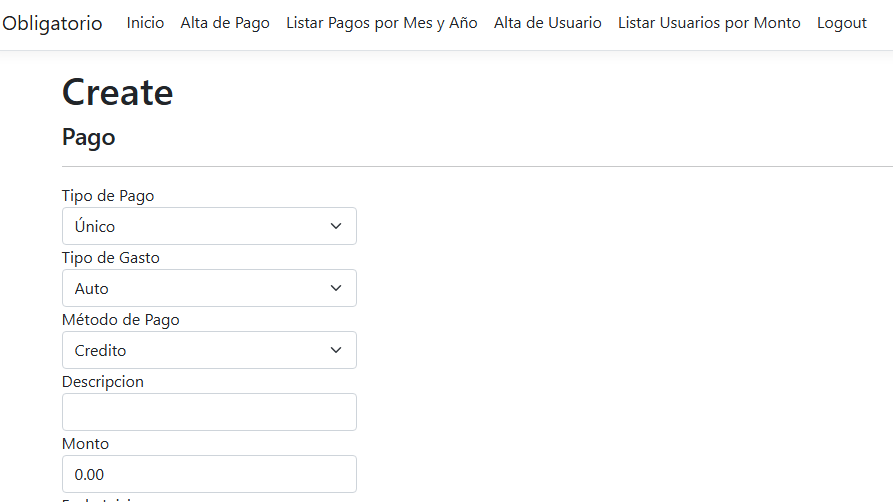 Obligatorio Inicio Alta de Pago Listar Pagos por Mes y Año Alta de Usuario Listar Usuarios por Monto Logout
Create
Pago
Tipo de Pago
Único
Tipo de Gasto
Auto
Método de Pago
Credito
Descripcion
Monto
0.00